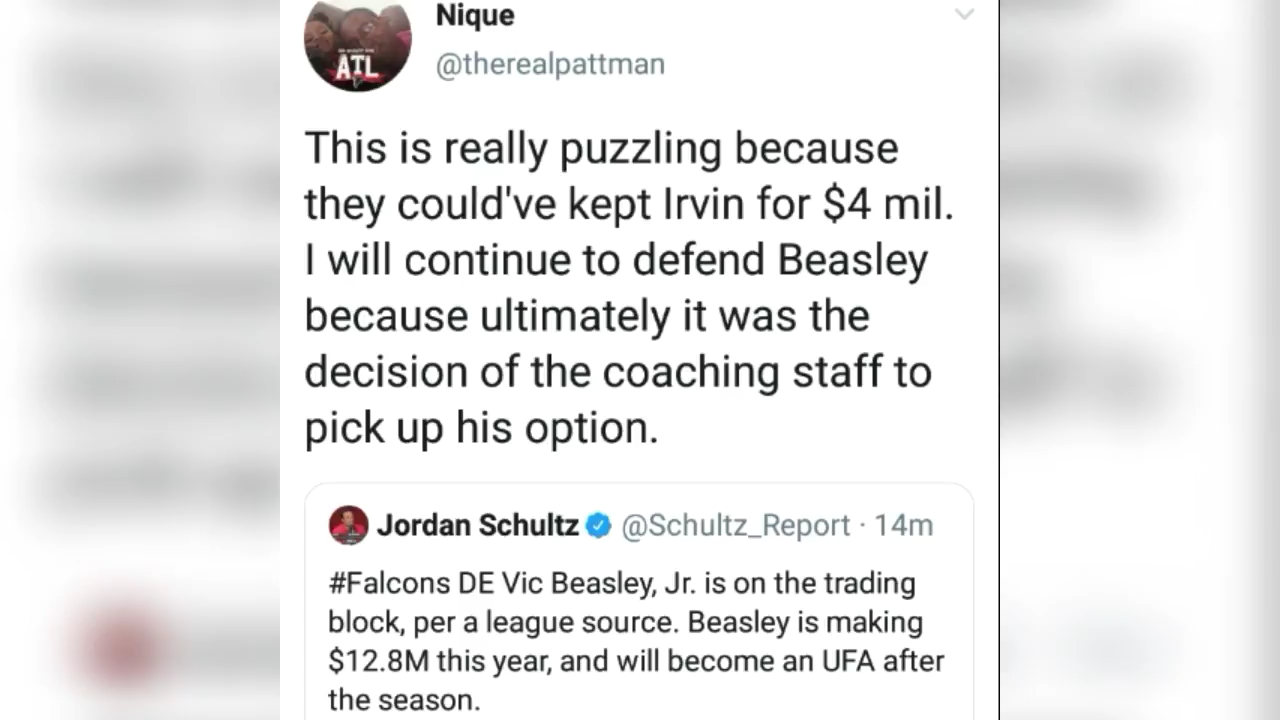 Nique
@therealpattman
ATL
This is really puzzling because
they could've kept Irvin for $4 mil.
I will continue to defend Beasley
because ultimately it was the
decision of the coaching staff to
pick up his option.
Jordan Schultz @Schultz_Report · 14m
#Falcons DE Vic Beasley, Jr. is on the trading
block, per a league source. Beasley is making
$12.8M this year, and will become an UFA after
the season.